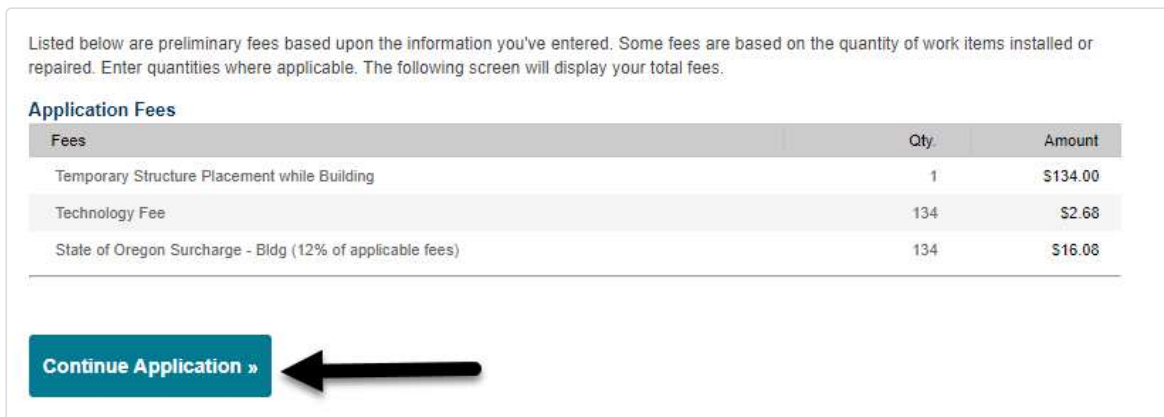 Listed below are preliminary fees based upon the information you've entered. Some fees are based on the quantity of work items installed or
repaired. Enter quantities where applicable. The following screen will display your total fees.
Application Fees
Fees Qty. Amount
Temporary Structure Placement while Building 1 $134.00
Technology Fee 134 $2.68
State of Oregon Surcharge - Bldg (12% of applicable fees) 134 $16.08
Continue Application »